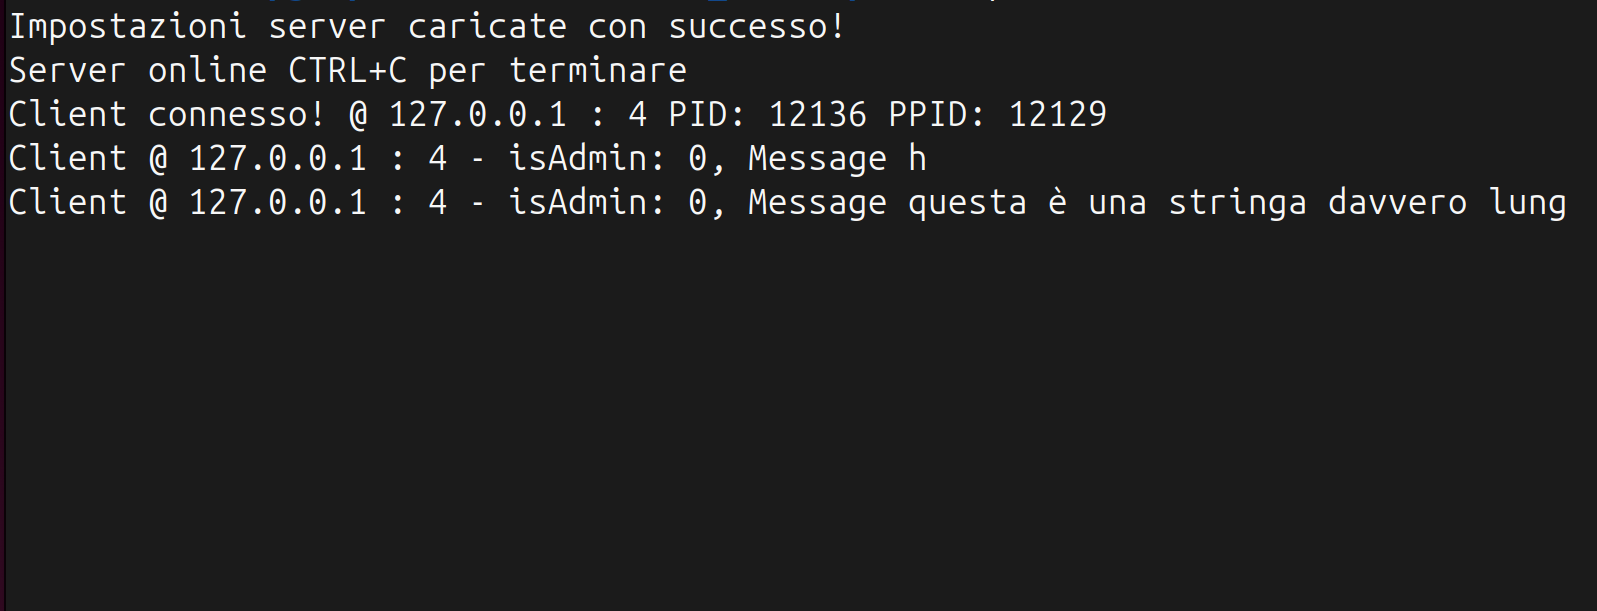 Impostazioni server caricate con successo!
Server online CTRL+C per terminare
Client connesso! @ 127.0.0.1 : 4 PID: 12136 PPID: 12129
Client @ 127.0.0.1 : 4 - isAdmin: 0, Message h
Client @ 127.0.0.1 : 4 - isAdmin: 0, Message questa è una stringa davvero lung